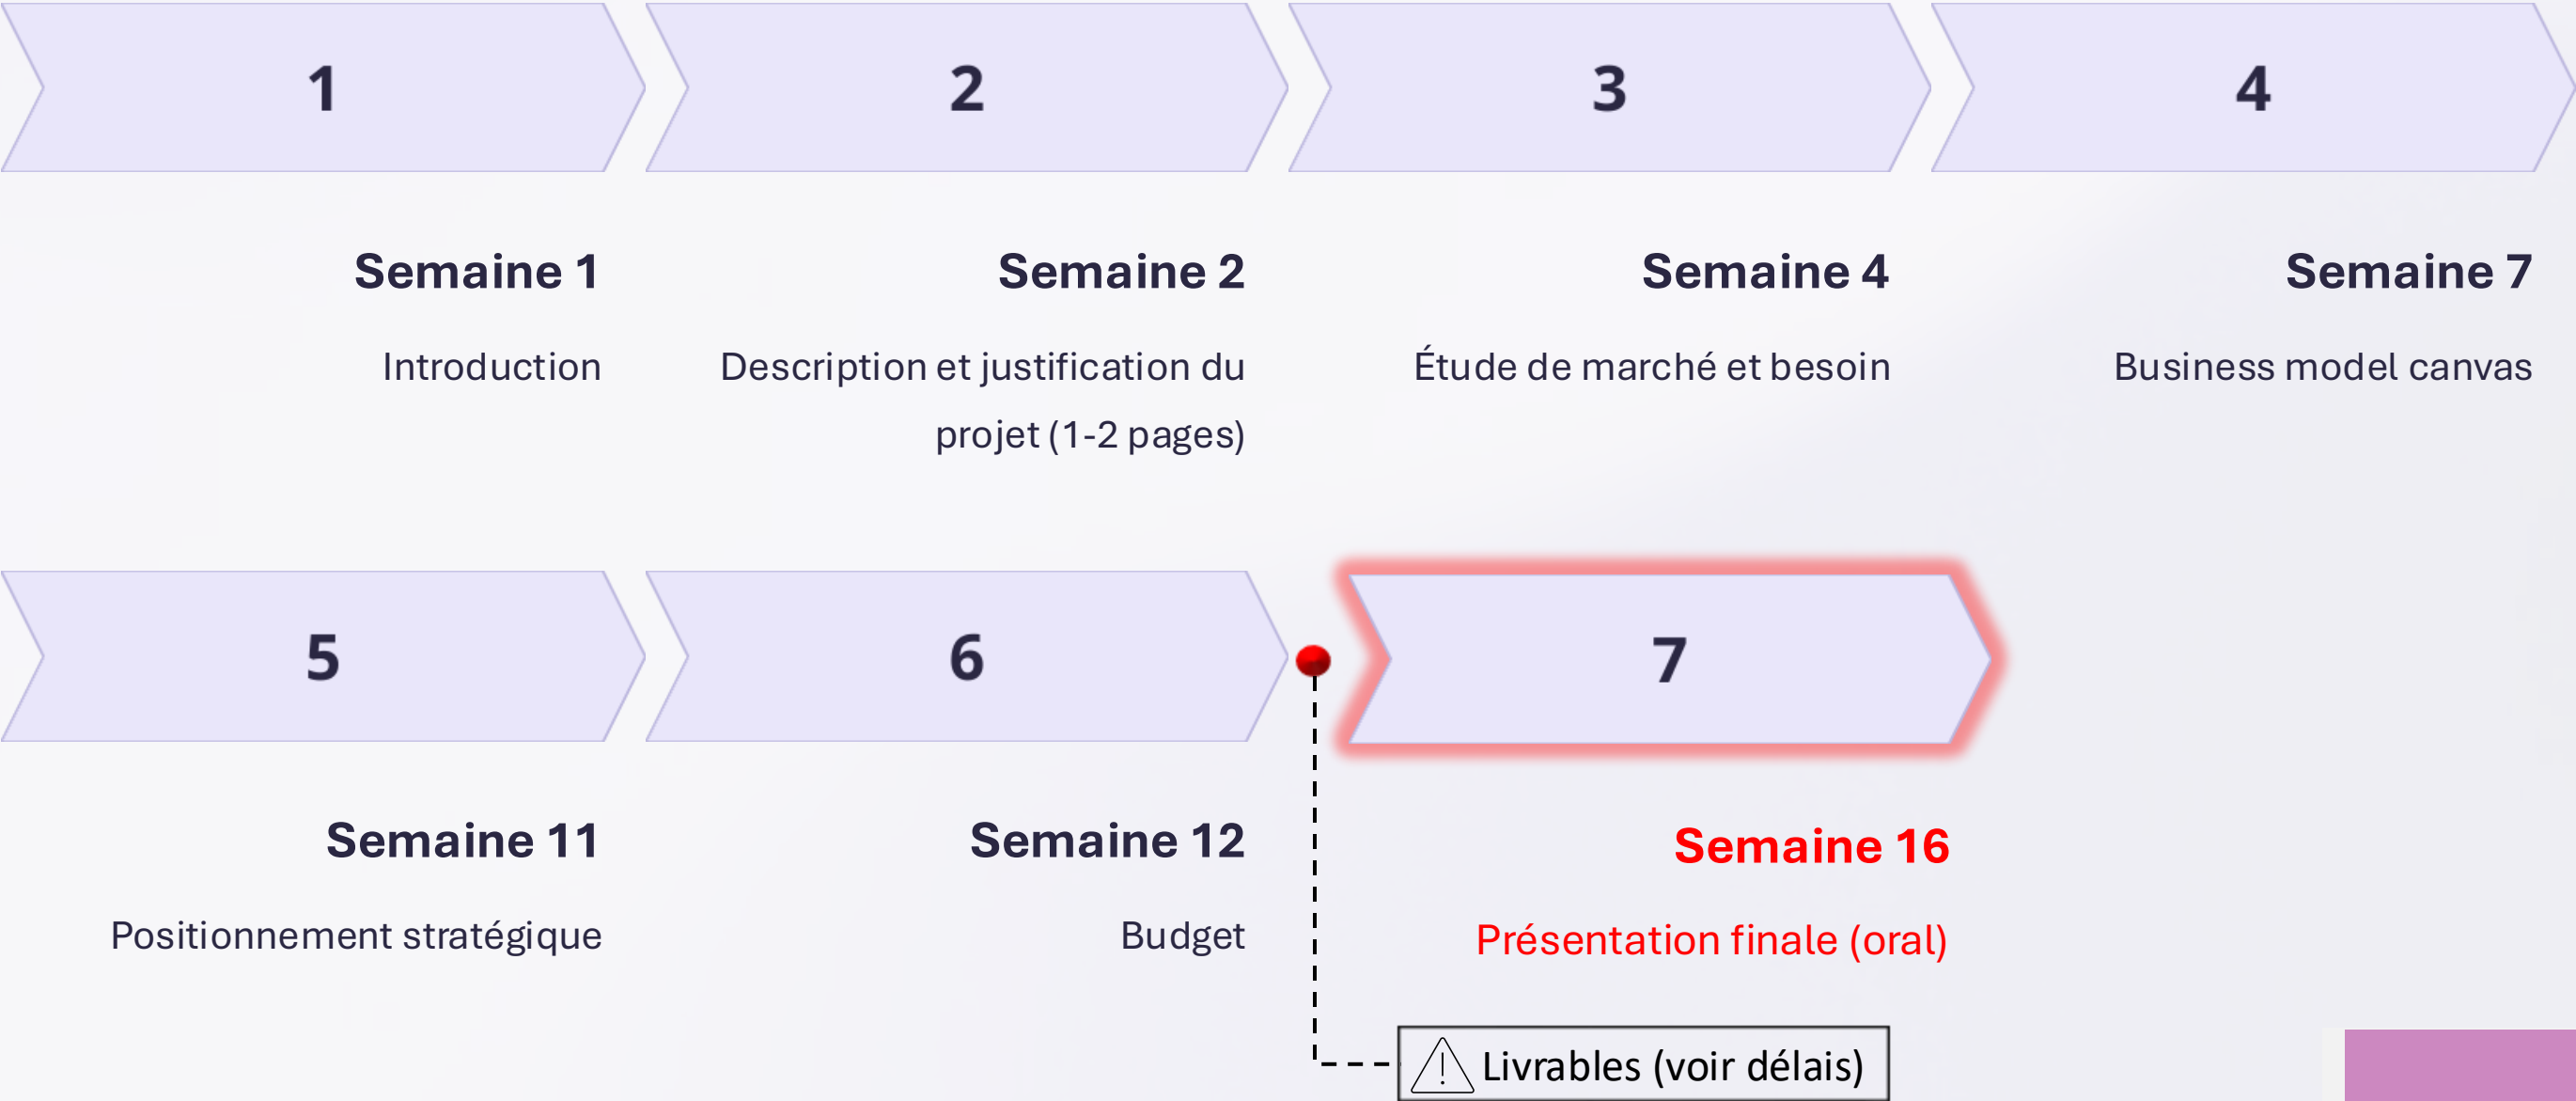 1
2
3
4
Semaine 1
Introduction
Semaine 2
Description et justification du
projet (1-2 pages)
Semaine 4
Étude de marché et besoin
Semaine 7
Business model canvas
5
6
7
Semaine 11
Positionnement stratégique
Semaine 12
Budget
Semaine 16
Présentation finale (oral)
Livrables (voir délais)